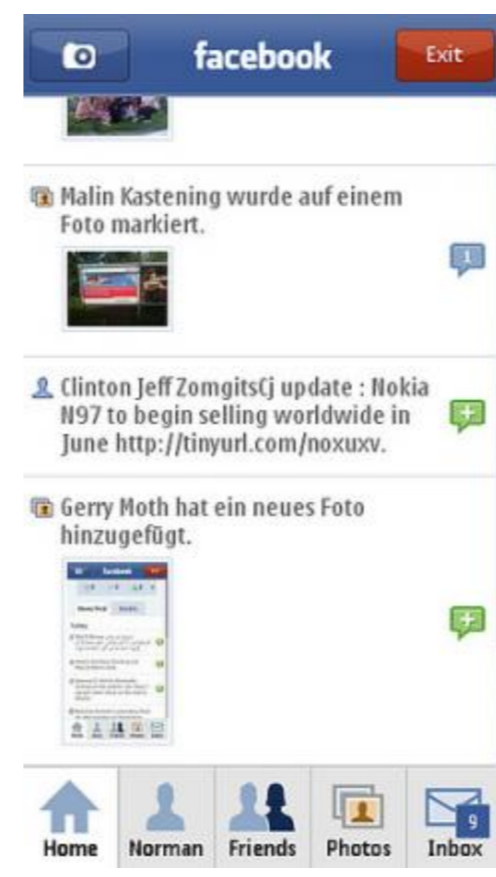 facebook
Exit
Malin Kastening wurde auf einem
Foto markiert.
1
Clinton Jeff ZomgitsCj update : Nokia
N97 to begin selling worldwide in
June http://tinyurl.com/noxuxv.
Gerry Moth hat ein neues Foto
hinzugefügt.
facebook
Home
Norman
Friends
Photos
9
Inbox